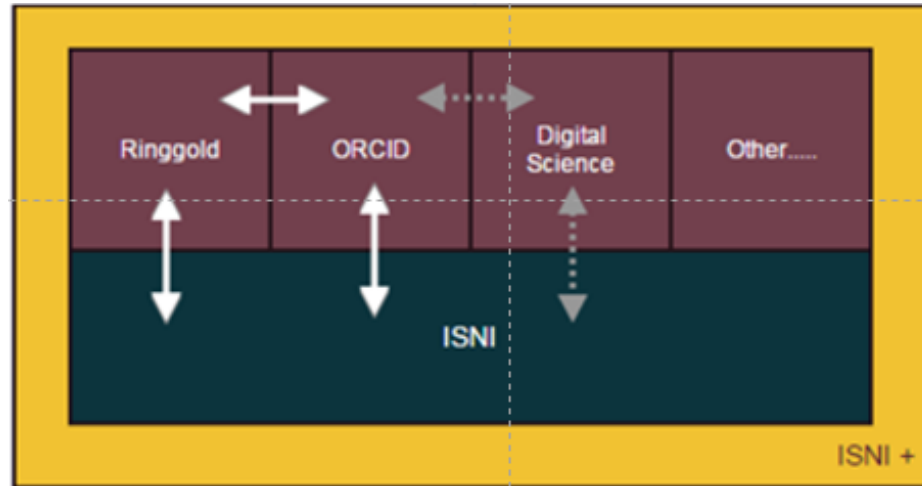 Ringgold
ORCID
Digital
Science
Other.....
ISNI
ISNI +